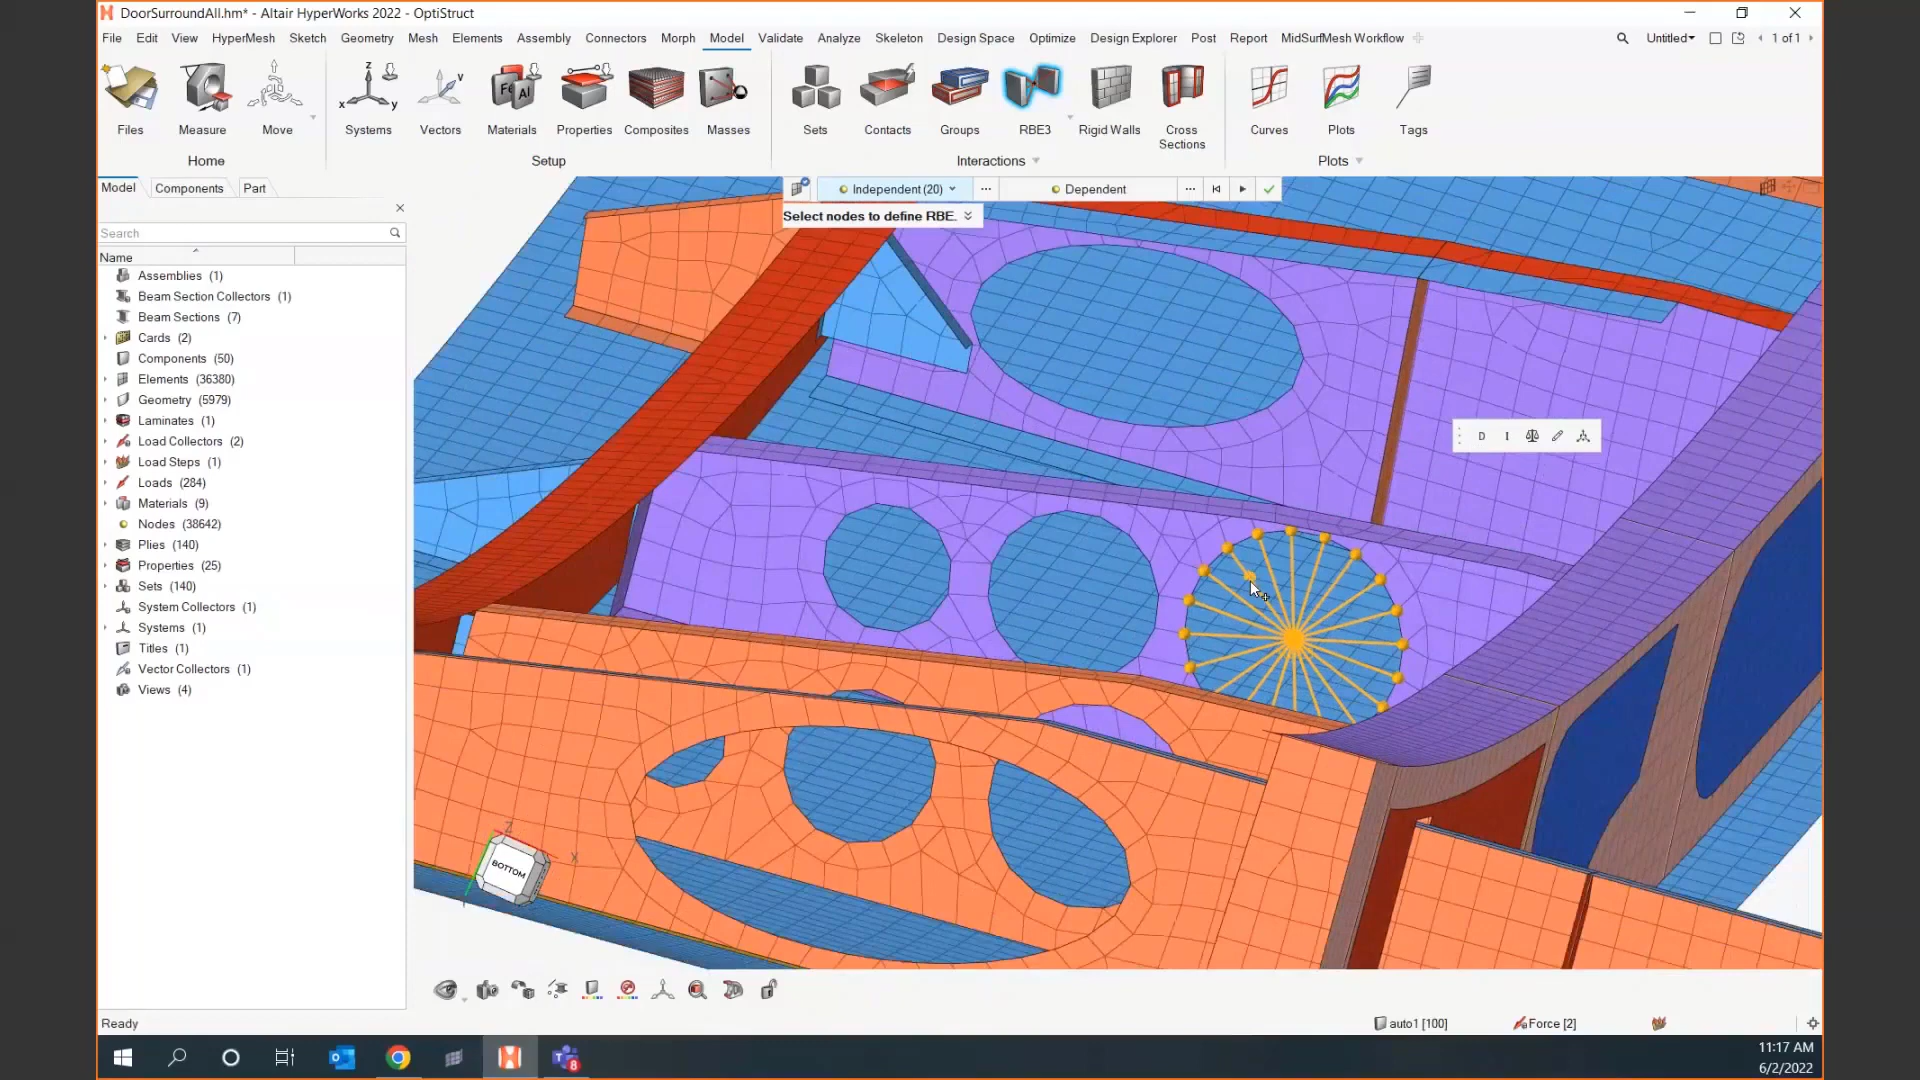 DoorSurroundAll.hm* - Altair HyperWorks 2022 - OptiStruct
File Edit View HyperMesh Sketch Geometry Mesh Elements Assembly Connectors Morph Model Validate Analyze Skeleton Design Space Optimize Design Explorer Post Report MidSurfMesh Workflow Untitled 1 of 1
z x y v Fe Al
Files Measure Move Systems Vectors Materials Properties Composites Masses Sets Contacts Groups RBE3 Rigid Walls Cross Sections Curves Plots Tags
Home Setup Interactions Plots
Model Components Part
Independent (20) ... Dependent ...
Select nodes to define RBE.
Search
Name
Assemblies (1)
Beam Section Collectors (1)
Beam Sections (7)
Cards (2)
Components (50)
Elements (36380)
Geometry (5979)
Laminates (1)
Load Collectors (2)
Load Steps (1)
Loads (284)
Materials (9)
Nodes (38642)
Plies (140)
Properties (25)
Sets (140)
System Collectors (1)
Systems (1)
Titles (1)
Vector Collectors (1)
Views (4)
D I
Z
X
BOTTOM
Ready auto1 [100] Force [2]
8
11:17 AM
6/2/2022